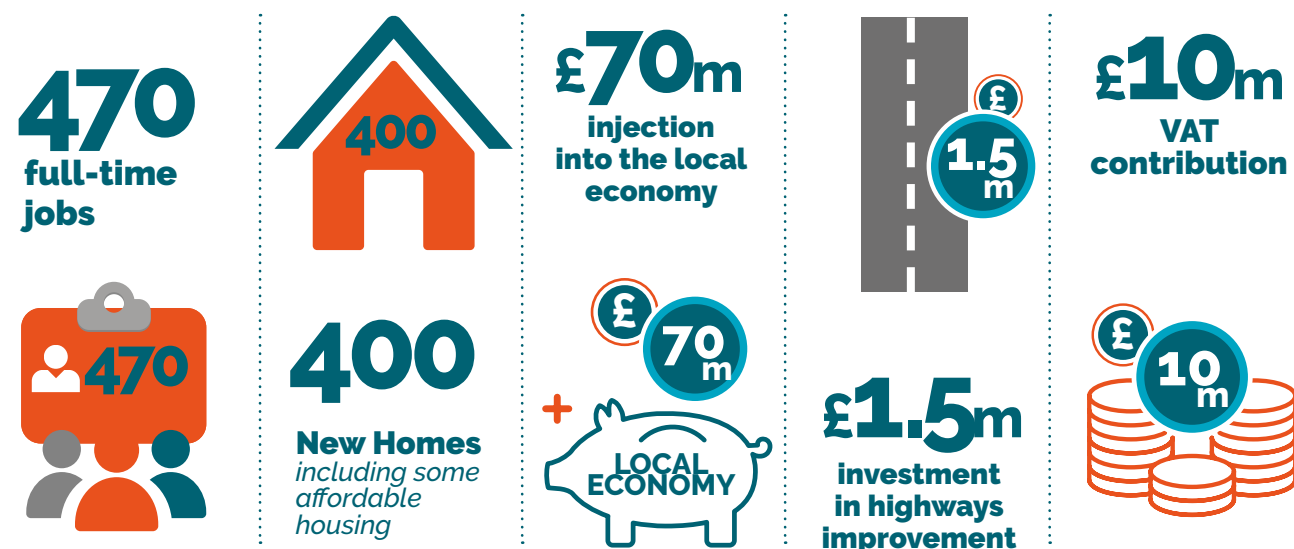 470
full-time
jobs
470
400
400
New Homes
including some
affordable
housing
£70m
injection
into the local
economy
£
70
m
LOCAL
ECONOMY
£
1.5
m
£1.5m
investment
in highways
improvement
£10m
VAT
contribution
£
10
m